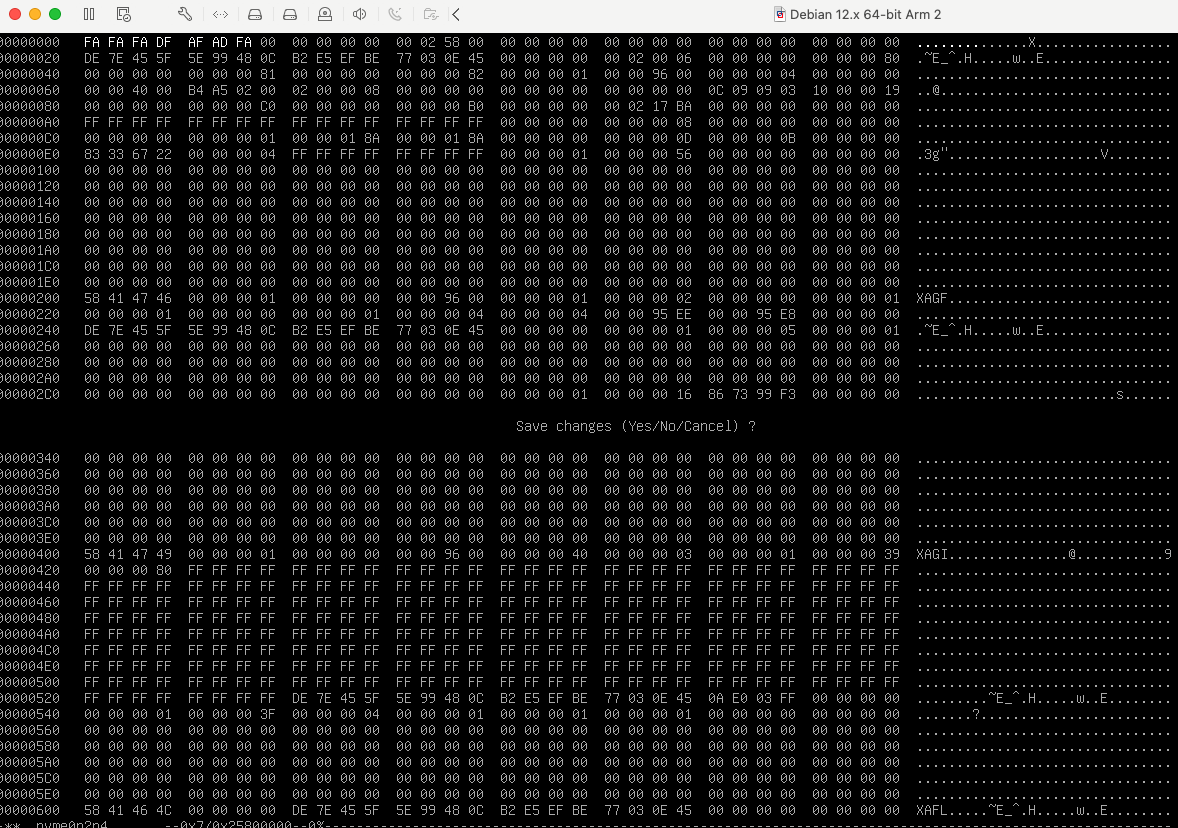 Debian 12.x 64-bit Arm 2
00000000 FA FA FA DF AF AD FA 00 00 00 00 00 00 02 58 00 00 00 00 00 00 00 00 00 00 00 00 00 00 00 00 00 ..............X.................
00000020 DE 7E 45 5F 5E 99 48 0C B2 E5 EF BE 77 03 0E 45 00 00 00 00 00 02 00 06 00 00 00 00 00 00 00 80 .~E_^.H.....w..E................
00000040 00 00 00 00 00 00 00 81 00 00 00 00 00 00 00 82 00 00 00 01 00 00 96 00 00 00 00 04 00 00 00 00 ................................
00000060 00 00 40 00 B4 A5 02 00 02 00 00 08 00 00 00 00 00 00 00 00 00 00 00 00 0C 09 09 03 10 00 00 19 ..@.............................
00000080 00 00 00 00 00 00 00 C0 00 00 00 00 00 00 00 B0 00 00 00 00 00 02 17 BA 00 00 00 00 00 00 00 00 ................................
000000A0 FF FF FF FF FF FF FF FF FF FF FF FF FF FF FF FF 00 00 00 00 00 00 00 08 00 00 00 00 00 00 00 00 ................................
000000C0 00 00 00 00 00 00 00 01 00 00 01 8A 00 00 01 8A 00 00 00 00 00 00 00 0D 00 00 00 0B 00 00 00 00 ................................
000000E0 83 33 67 22 00 00 00 04 FF FF FF FF FF FF FF FF 00 00 00 01 00 00 00 56 00 00 00 00 00 00 00 00 .3g"...................V........
00000100 00 00 00 00 00 00 00 00 00 00 00 00 00 00 00 00 00 00 00 00 00 00 00 00 00 00 00 00 00 00 00 00 ................................
00000120 00 00 00 00 00 00 00 00 00 00 00 00 00 00 00 00 00 00 00 00 00 00 00 00 00 00 00 00 00 00 00 00 ................................
00000140 00 00 00 00 00 00 00 00 00 00 00 00 00 00 00 00 00 00 00 00 00 00 00 00 00 00 00 00 00 00 00 00 ................................
00000160 00 00 00 00 00 00 00 00 00 00 00 00 00 00 00 00 00 00 00 00 00 00 00 00 00 00 00 00 00 00 00 00 ................................
00000180 00 00 00 00 00 00 00 00 00 00 00 00 00 00 00 00 00 00 00 00 00 00 00 00 00 00 00 00 00 00 00 00 ................................
000001A0 00 00 00 00 00 00 00 00 00 00 00 00 00 00 00 00 00 00 00 00 00 00 00 00 00 00 00 00 00 00 00 00 ................................
000001C0 00 00 00 00 00 00 00 00 00 00 00 00 00 00 00 00 00 00 00 00 00 00 00 00 00 00 00 00 00 00 00 00 ................................
000001E0 00 00 00 00 00 00 00 00 00 00 00 00 00 00 00 00 00 00 00 00 00 00 00 00 00 00 00 00 00 00 00 00 ................................
00000200 58 41 47 46 00 00 00 01 00 00 00 00 00 00 96 00 00 00 00 01 00 00 00 02 00 00 00 00 00 00 00 01 XAGF............................
00000220 00 00 00 01 00 00 00 00 00 00 00 01 00 00 00 04 00 00 00 04 00 00 95 EE 00 00 95 E8 00 00 00 00 ................................
00000240 DE 7E 45 5F 5E 99 48 0C B2 E5 EF BE 77 03 0E 45 00 00 00 00 00 00 00 01 00 00 00 05 00 00 00 01 .~E_^.H.....w..E................
00000260 00 00 00 00 00 00 00 00 00 00 00 00 00 00 00 00 00 00 00 00 00 00 00 00 00 00 00 00 00 00 00 00 ................................
00000280 00 00 00 00 00 00 00 00 00 00 00 00 00 00 00 00 00 00 00 00 00 00 00 00 00 00 00 00 00 00 00 00 ................................
000002A0 00 00 00 00 00 00 00 00 00 00 00 00 00 00 00 00 00 00 00 00 00 00 00 00 00 00 00 00 00 00 00 00 ................................
000002C0 00 00 00 00 00 00 00 00 00 00 00 00 00 00 00 00 00 00 00 01 00 00 00 16 86 73 99 F3 00 00 00 00 .........................s......
Save changes (Yes/No/Cancel) ?
00000340 00 00 00 00 00 00 00 00 00 00 00 00 00 00 00 00 00 00 00 00 00 00 00 00 00 00 00 00 00 00 00 00 ................................
00000360 00 00 00 00 00 00 00 00 00 00 00 00 00 00 00 00 00 00 00 00 00 00 00 00 00 00 00 00 00 00 00 00 ................................
00000380 00 00 00 00 00 00 00 00 00 00 00 00 00 00 00 00 00 00 00 00 00 00 00 00 00 00 00 00 00 00 00 00 ................................
000003A0 00 00 00 00 00 00 00 00 00 00 00 00 00 00 00 00 00 00 00 00 00 00 00 00 00 00 00 00 00 00 00 00 ................................
000003C0 00 00 00 00 00 00 00 00 00 00 00 00 00 00 00 00 00 00 00 00 00 00 00 00 00 00 00 00 00 00 00 00 ................................
000003E0 00 00 00 00 00 00 00 00 00 00 00 00 00 00 00 00 00 00 00 00 00 00 00 00 00 00 00 00 00 00 00 00 ................................
00000400 58 41 47 49 00 00 00 01 00 00 00 00 00 00 96 00 00 00 00 40 00 00 00 03 00 00 00 01 00 00 00 39 XAGI...............@...........9
00000420 00 00 00 80 FF FF FF FF FF FF FF FF FF FF FF FF FF FF FF FF FF FF FF FF FF FF FF FF FF FF FF FF ................................
00000440 FF FF FF FF FF FF FF FF FF FF FF FF FF FF FF FF FF FF FF FF FF FF FF FF FF FF FF FF FF FF FF FF ................................
00000460 FF FF FF FF FF FF FF FF FF FF FF FF FF FF FF FF FF FF FF FF FF FF FF FF FF FF FF FF FF FF FF FF ................................
00000480 FF FF FF FF FF FF FF FF FF FF FF FF FF FF FF FF FF FF FF FF FF FF FF FF FF FF FF FF FF FF FF FF ................................
000004A0 FF FF FF FF FF FF FF FF FF FF FF FF FF FF FF FF FF FF FF FF FF FF FF FF FF FF FF FF FF FF FF FF ................................
000004C0 FF FF FF FF FF FF FF FF FF FF FF FF FF FF FF FF FF FF FF FF FF FF FF FF FF FF FF FF FF FF FF FF ................................
000004E0 FF FF FF FF FF FF FF FF FF FF FF FF FF FF FF FF FF FF FF FF FF FF FF FF FF FF FF FF FF FF FF FF ................................
00000500 FF FF FF FF FF FF FF FF FF FF FF FF FF FF FF FF FF FF FF FF FF FF FF FF FF FF FF FF FF FF FF FF ................................
00000520 FF FF FF FF FF FF FF FF DE 7E 45 5F 5E 99 48 0C B2 E5 EF BE 77 03 0E 45 0A E0 03 FF 00 00 00 00 .........~E_^.H.....w..E........
00000540 00 00 00 01 00 00 00 3F 00 00 00 04 00 00 00 01 00 00 00 01 00 00 00 01 00 00 00 00 00 00 00 00 .......?........................
00000560 00 00 00 00 00 00 00 00 00 00 00 00 00 00 00 00 00 00 00 00 00 00 00 00 00 00 00 00 00 00 00 00 ................................
00000580 00 00 00 00 00 00 00 00 00 00 00 00 00 00 00 00 00 00 00 00 00 00 00 00 00 00 00 00 00 00 00 00 ................................
000005A0 00 00 00 00 00 00 00 00 00 00 00 00 00 00 00 00 00 00 00 00 00 00 00 00 00 00 00 00 00 00 00 00 ................................
000005C0 00 00 00 00 00 00 00 00 00 00 00 00 00 00 00 00 00 00 00 00 00 00 00 00 00 00 00 00 00 00 00 00 ................................
000005E0 00 00 00 00 00 00 00 00 00 00 00 00 00 00 00 00 00 00 00 00 00 00 00 00 00 00 00 00 00 00 00 00 ................................
00000600 58 41 46 4C 00 00 00 00 DE 7E 45 5F 5E 99 48 0C B2 E5 EF BE 77 03 0E 45 00 00 00 00 00 00 00 00 XAFL.....~E_^.H.....w..E........
-** nvme0n2p4 --0x7/0x25800000--0%--------------------